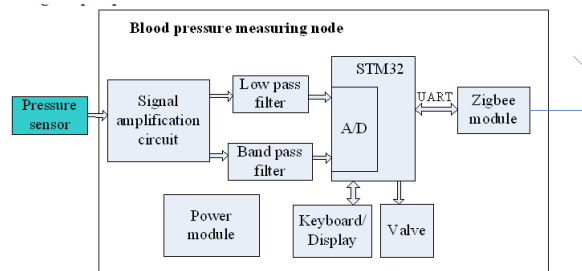 Blood pressure measuring node
STM32
Low pass
filter
UART
Zigbee
module
Pressure
sensor
Signal
amplification
circuit
A/D
Band pass
filter
Power
module
Keyboard/
Display
Valve